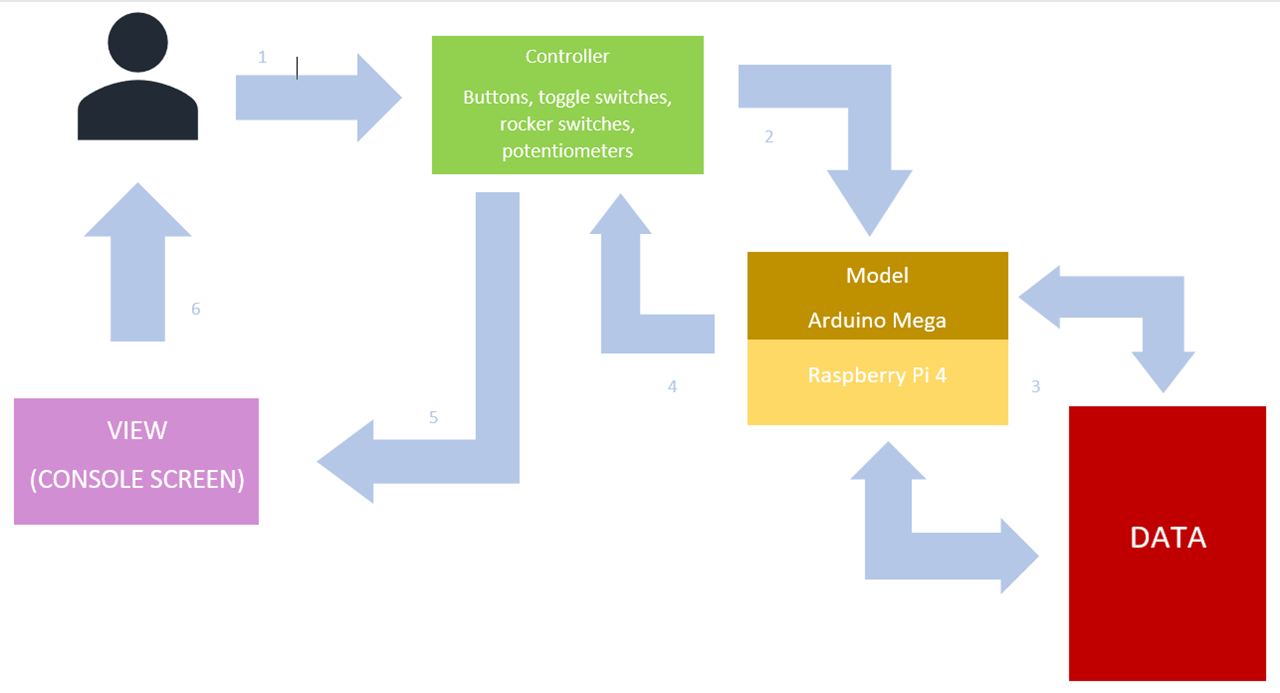 1
Controller
Buttons, toggle switches,
rocker switches,
potentiometers
2
Model
Arduino Mega
Raspberry Pi 4
3
4
5
6
VIEW
(CONSOLE SCREEN)
DATA